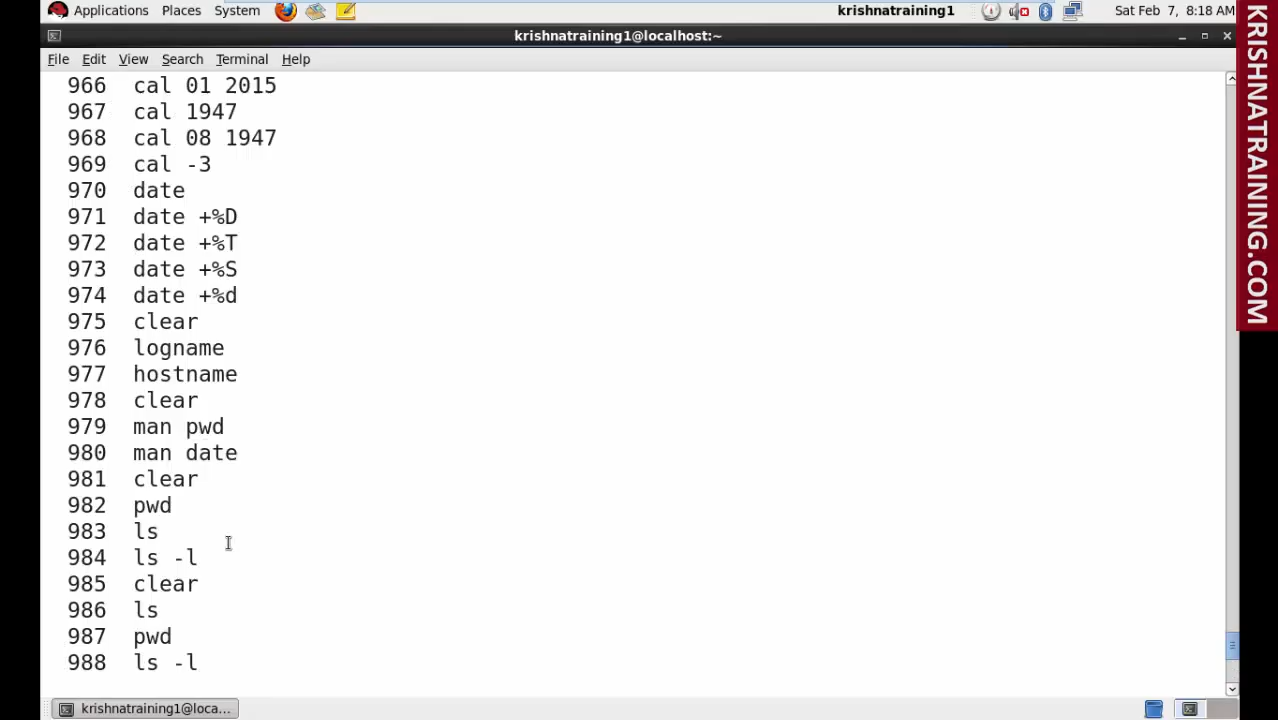 Applications Places System krishnatraining1 Sat Feb 7, 8:18 AM
krishnatraining1@localhost:~
File Edit View Search Terminal Help
966 cal 01 2015
967 cal 1947
968 cal 08 1947
969 cal -3
970 date
971 date +%D
972 date +%T
973 date +%S
974 date +%d
975 clear
976 logname
977 hostname
978 clear
979 man pwd
980 man date
981 clear
982 pwd
983 ls
984 ls -l
985 clear
986 ls
987 pwd
988 ls -l
krishnatraining1@loca...
KRISHNATRAINING.COM